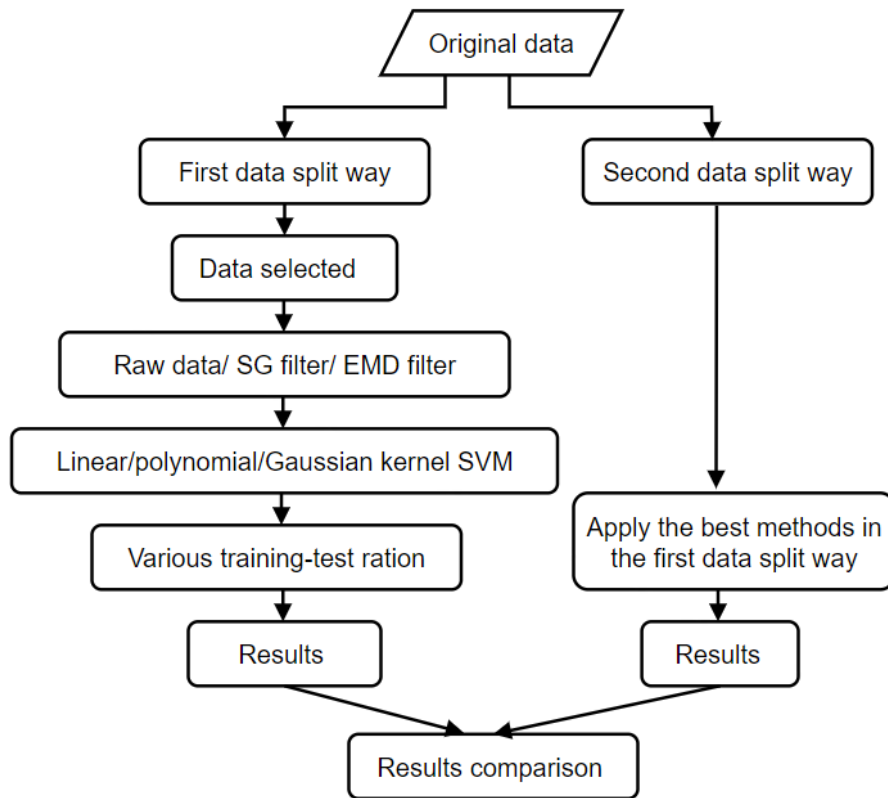 Original data
First data split way
Second data split way
Data selected
Raw data/ SG filter/ EMD filter
Linear/polynomial/Gaussian kernel SVM
Various training-test ration
Apply the best methods in
the first data split way
Results
Results
Results comparison